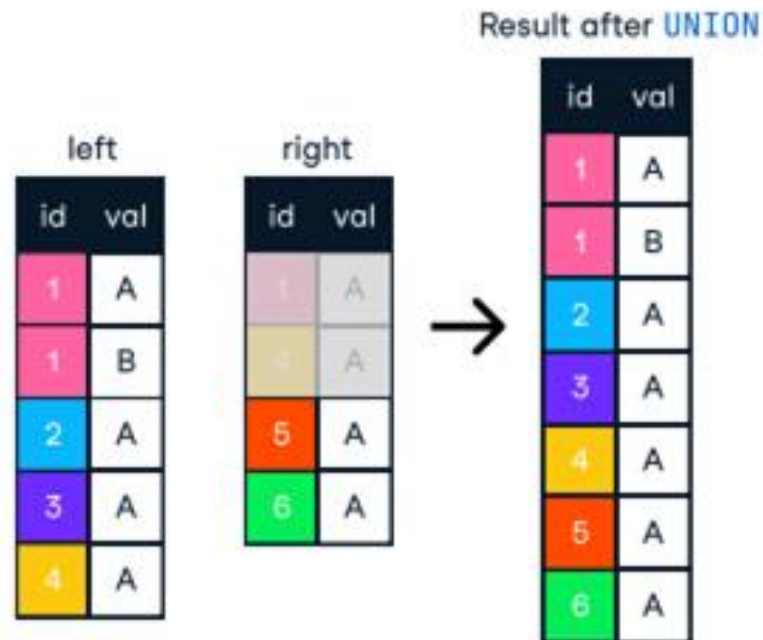 Result after UNION
left
id val
1 A
1 B
2 A
3 A
4 A
right
id val
1 A
4 A
5 A
6 A
id val
1 A
1 B
2 A
3 A
4 A
5 A
6 A